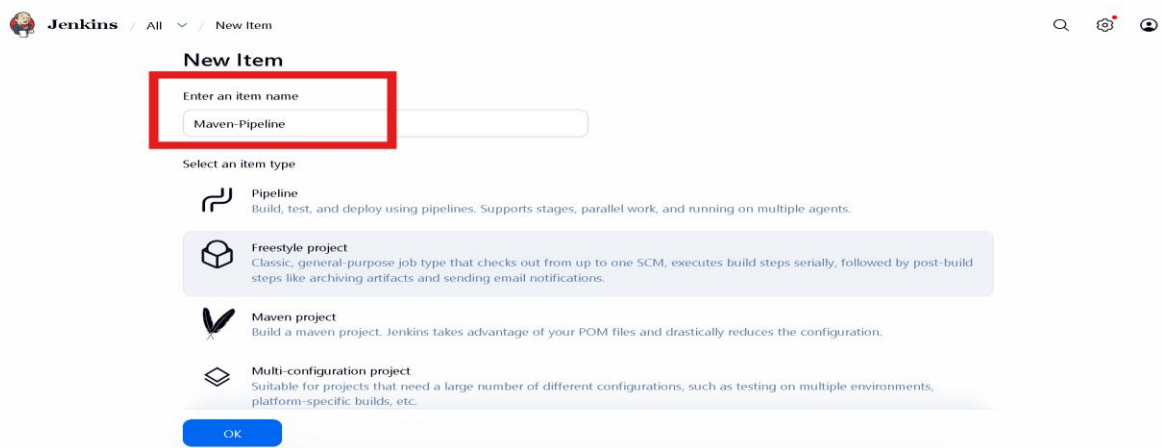 Jenkins / All / New Item
New Item
Enter an item name
Maven-Pipeline
Select an item type
Pipeline
Build, test, and deploy using pipelines. Supports stages, parallel work, and running on multiple agents.
Freestyle project
Classic, general-purpose job type that checks out from up to one SCM, executes build steps serially, followed by post-build
steps like archiving artifacts and sending email notifications.
Maven project
Build a maven project. Jenkins takes advantage of your POM files and drastically reduces the configuration.
Multi-configuration project
Suitable for projects that need a large number of different configurations, such as testing on multiple environments,
platform-specific builds, etc.
OK